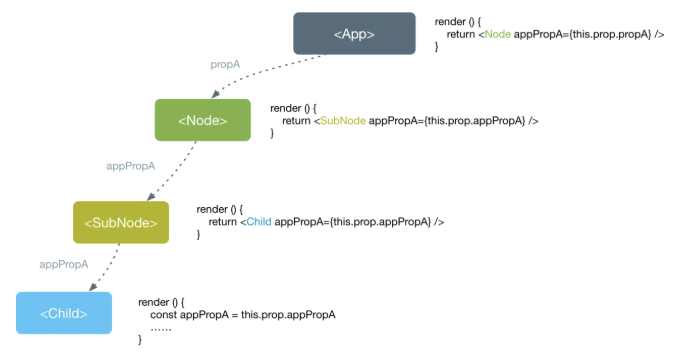 <App>
render () {
return <Node appPropA={this.prop.propA} />
}
propA
<Node>
render () {
return <SubNode appPropA={this.prop.appPropA} />
}
appPropA
<SubNode>
render () {
return <Child appPropA={this.prop.appPropA} />
}
appPropA
<Child>
render () {
const appPropA = this.prop.appPropA
……
}